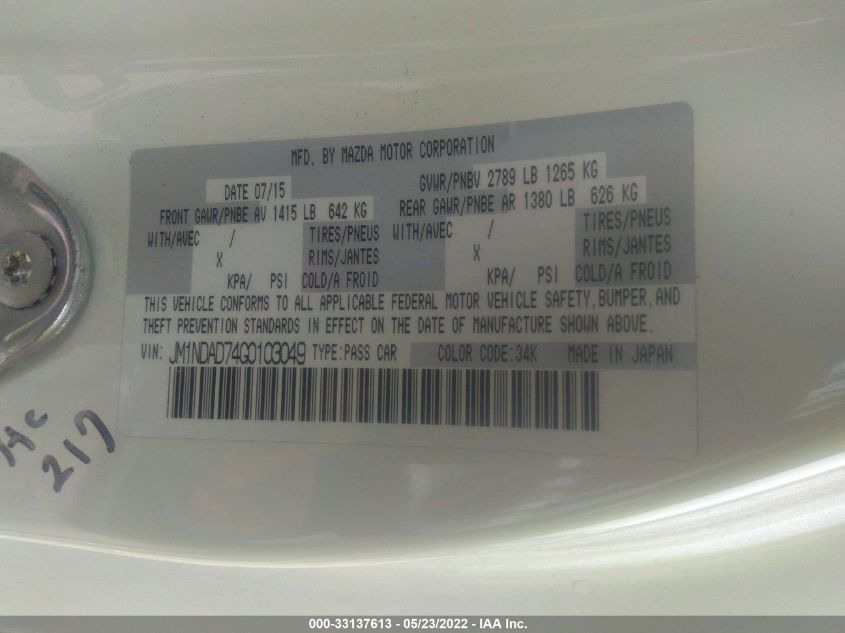 MFD. BY MAZDA MOTOR CORPORATION
DATE 07/15 GVWR/PNBV 2789 LB 1265 KG
FRONT GAWR/PNBE AV 1415 LB 642 KG REAR GAWR/PNBE AR 1380 LB 626 KG
WITH/AVEC / TIRES/PNEUS WITH/AVEC / TIRES/PNEUS
X RIMS/JANTES X RIMS/JANTES
KPA/ PSI COLD/A FROID KPA/ PSI COLD/A FROID
THIS VEHICLE CONFORMS TO ALL APPLICABLE FEDERAL MOTOR VEHICLE SAFETY, BUMPER, AND
THEFT PREVENTION STANDARDS IN EFFECT ON THE DATE OF MANUFACTURE SHOWN ABOVE.
VIN: JM1NDAD74G0103049 TYPE: PASS CAR COLOR CODE: 34K MADE IN JAPAN
217
000-33137613 - 05/23/2022 - IAA Inc.